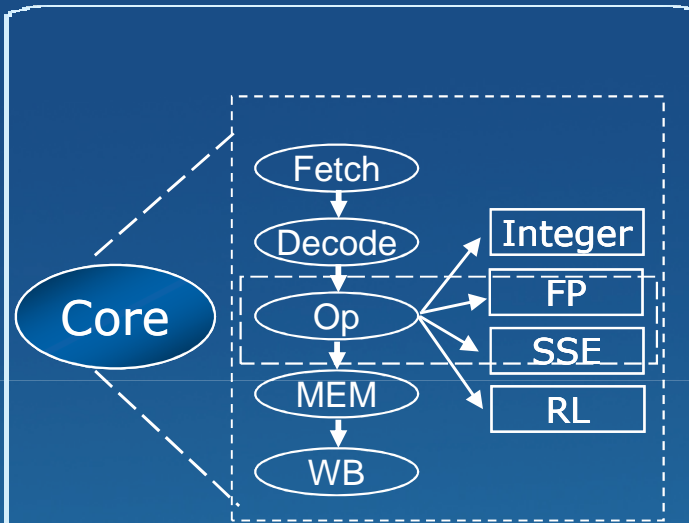 Core
Fetch
Decode
Op
MEM
WB
Integer
FP
SSE
RL